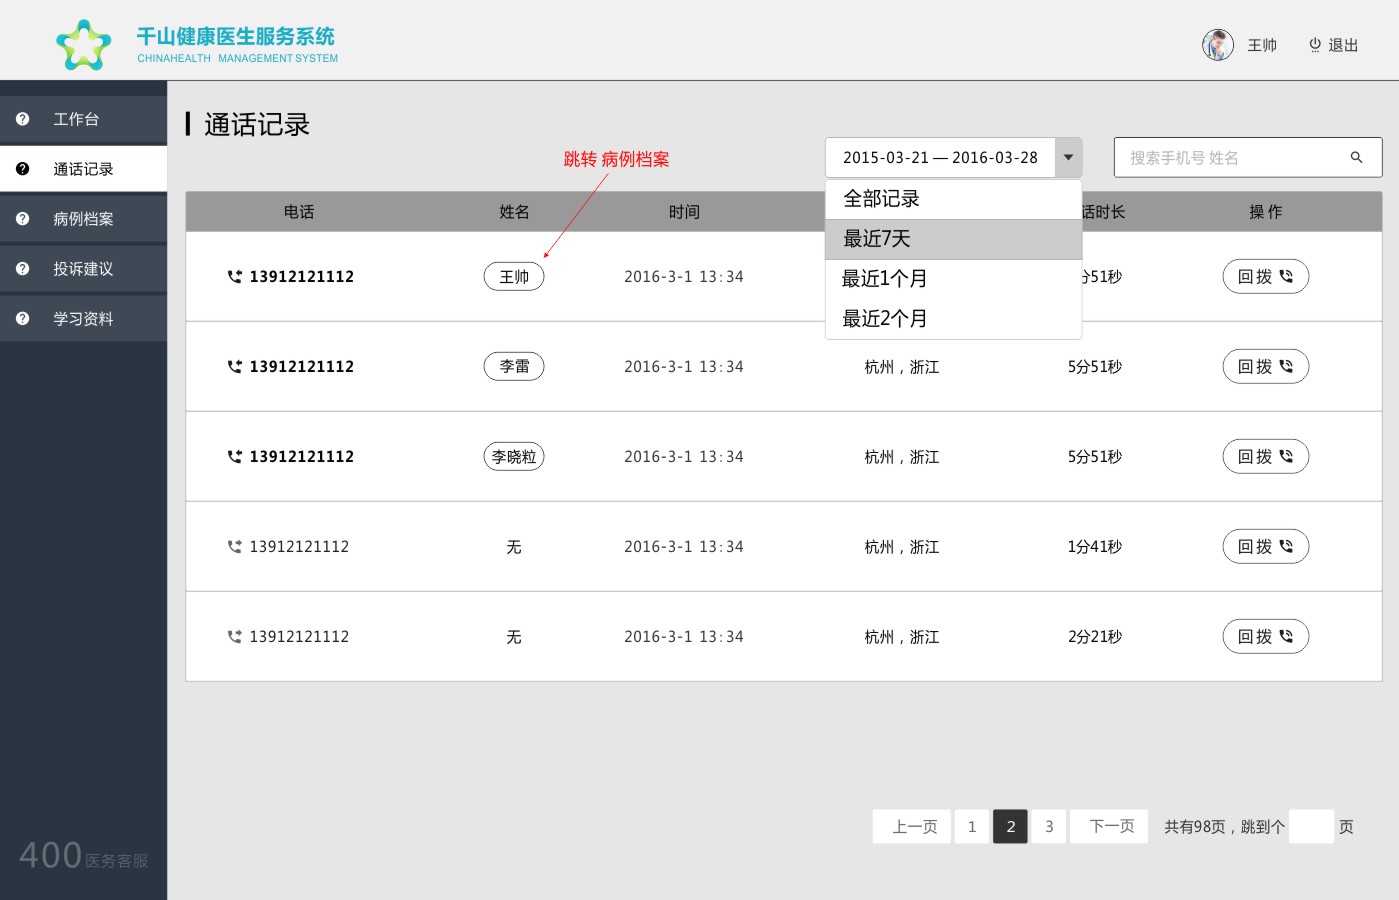 千山健康医生服务系统
CHINAHEALTH MANAGEMENT SYSTEM
王帅 退出
工作台
通话记录
病例档案
投诉建议
学习资料
400医务客服
通话记录
跳转 病例档案
2015-03-21 — 2016-03-28
搜索手机号 姓名
全部记录
最近7天
最近1个月
最近2个月
电话 姓名 时间 话时长 操 作
13912121112 王帅 2016-3-1 13:34 分51秒 回拨
13912121112 李雷 2016-3-1 13:34 杭州，浙江 5分51秒 回拨
13912121112 李晓粒 2016-3-1 13:34 杭州，浙江 5分51秒 回拨
13912121112 无 2016-3-1 13:34 杭州，浙江 1分41秒 回拨
13912121112 无 2016-3-1 13:34 杭州，浙江 2分21秒 回拨
上一页 1 2 3 下一页 共有98页，跳到个 页